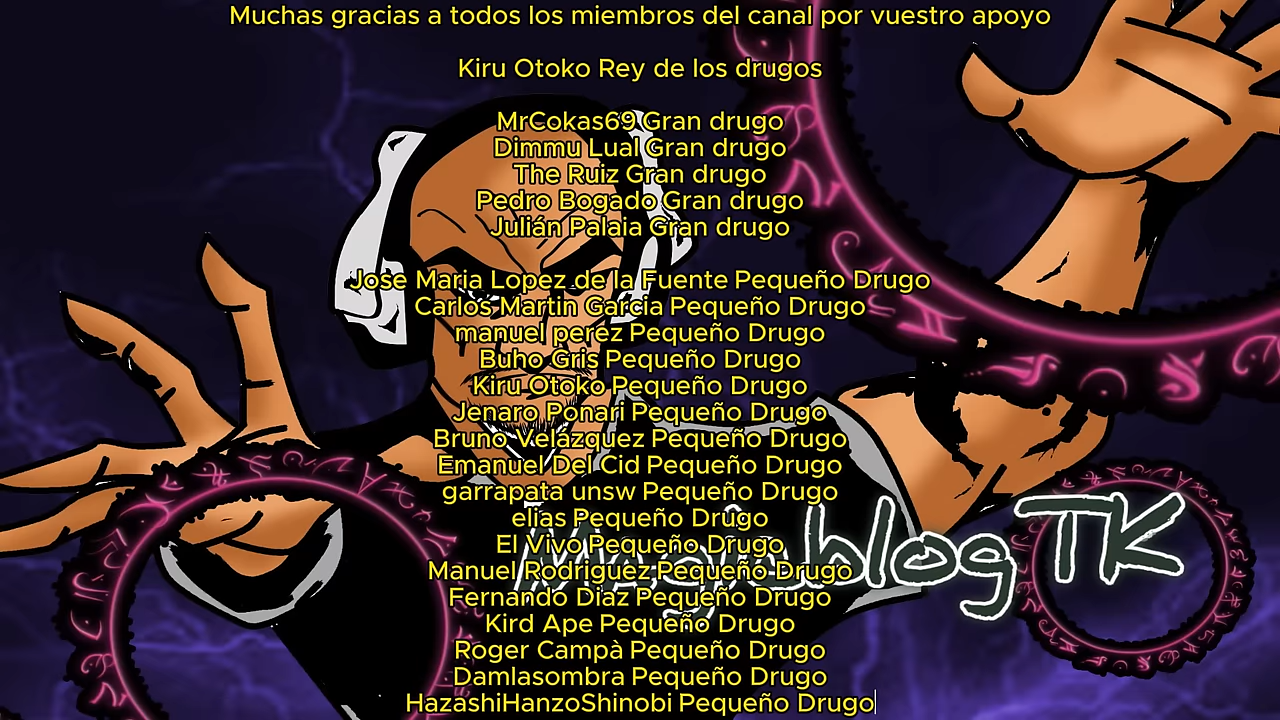 Muchas gracias a todos los miembros del canal por vuestro apoyo
Kiru Otoko Rey de los drugos
MrCokas69 Gran drugo
Dimmu Lual Gran drugo
The Ruiz Gran drugo
Pedro Bogado Gran drugo
Julián Palaia Gran drugo
Jose Maria Lopez de la Fuente Pequeño Drugo
Carlos Martin Garcia Pequeño Drugo
manuel perez Pequeño Drugo
Buho Gris Pequeño Drugo
Kiru Otoko Pequeño Drugo
Jenaro Ponari Pequeño Drugo
Bruno Velázquez Pequeño Drugo
Emanuel Del Cid Pequeño Drugo
garrapata unsw Pequeño Drugo
elias Pequeño Drugo
El Vivo Pequeño Drugo
Manuel Rodriguez Pequeño Drugo
Fernando Diaz Pequeño Drugo
Kird Ape Pequeño Drugo
Roger Campà Pequeño Drugo
Damlasombra Pequeño Drugo
HazashiHanzoShinobi Pequeño Drugo
TK